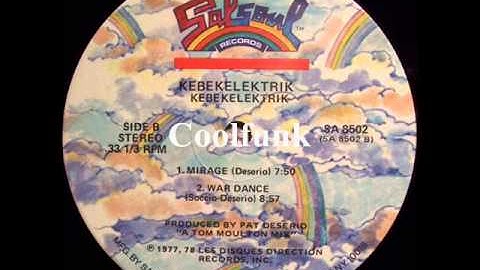 Salsoul
RECORDS
KEBEKELEKTRIK
KEBEKELEKTRIK
SIDE B
STEREO
33 1/3 RPM
SA 8502
(SA 8502 B)
Coolfunk
1. MIRAGE (Deserio) 7:50
2. WAR DANCE
(Soccio-Deserio) 8:57
PRODUCED BY PAT DESERIO
"A TOM MOULTON MIX"
℗ 1977, 78 LES DISQUES DIRECTION
RECORDS, INC.
MFG. BY